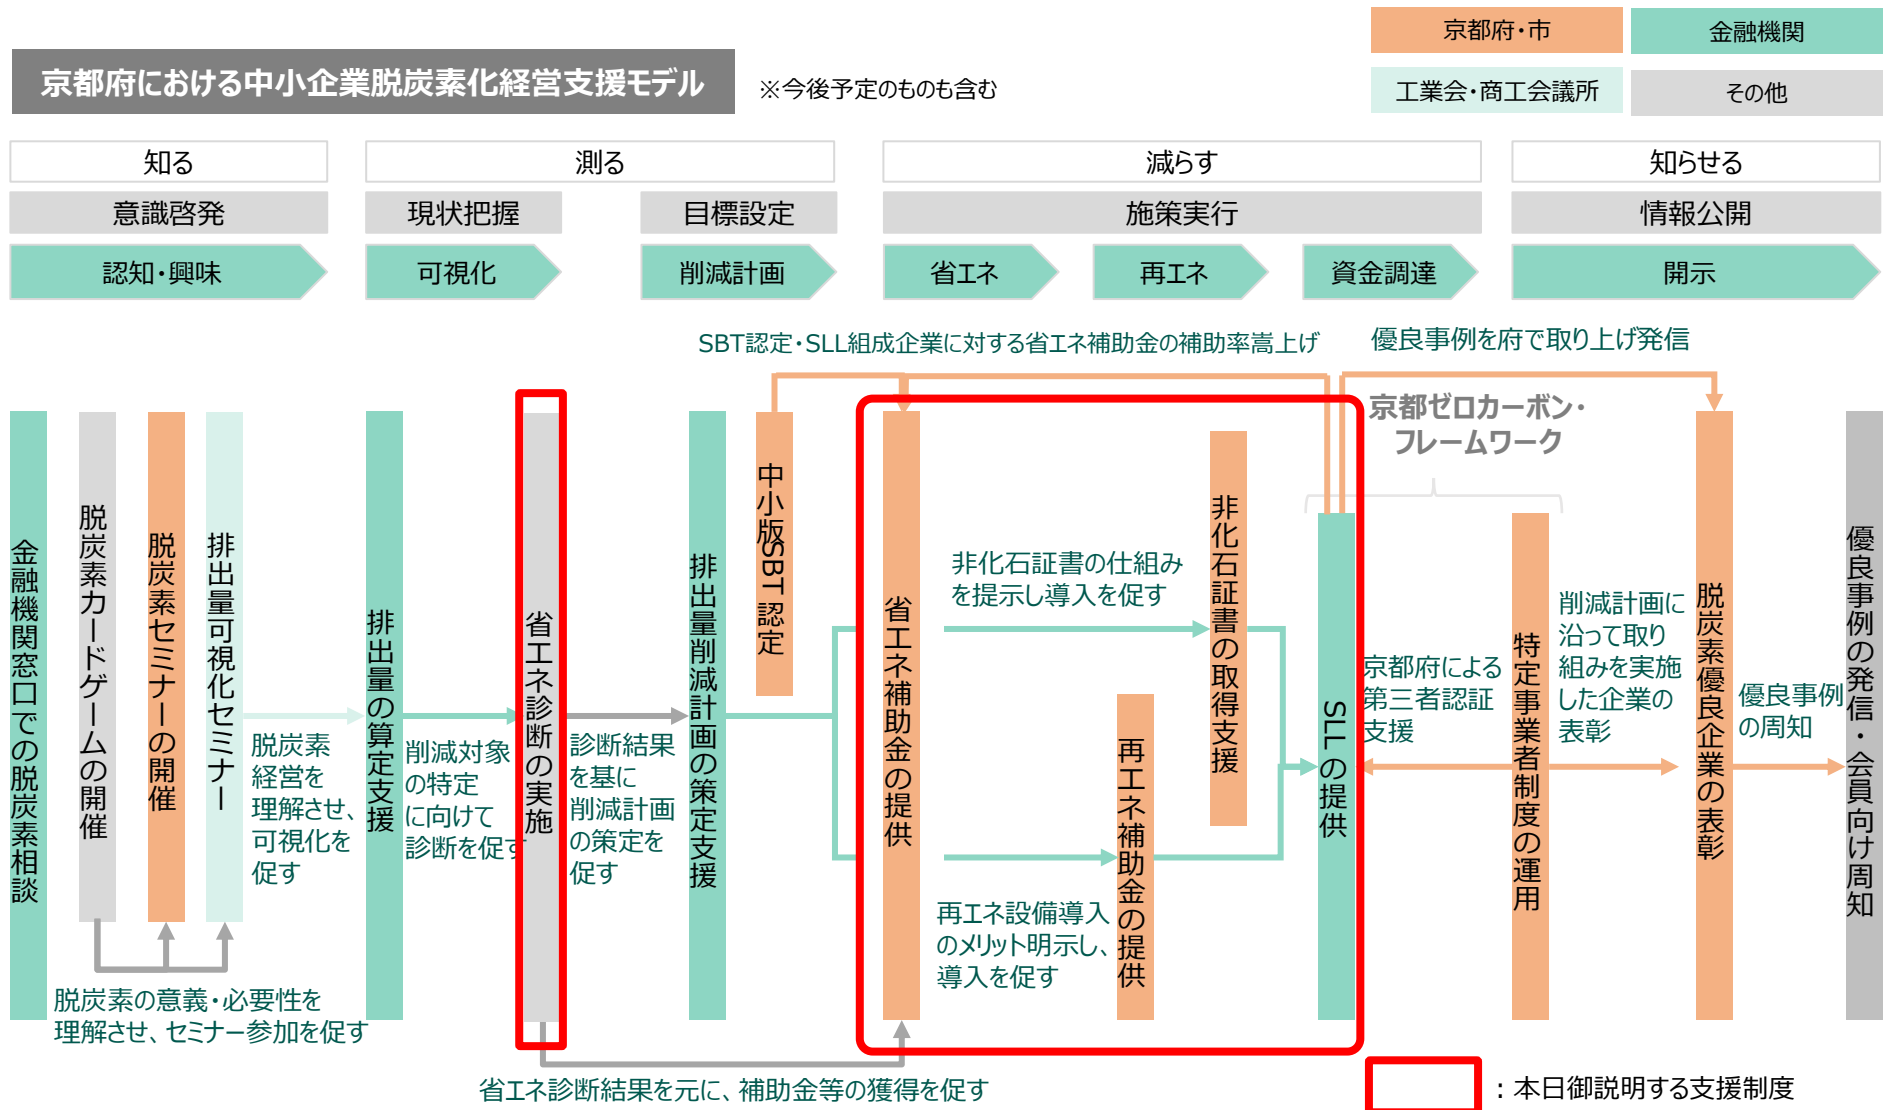 京都府・市
金融機関
京都府における中小企業脱炭素化経営支援モデル
※今後予定のものも含む
工業会・商工会議所
その他
知る
測る
減らす
知らせる
意識啓発
現状把握
目標設定
施策実行
情報公開
認知・興味
可視化
削減計画
省エネ
再エネ
資金調達
開示
SBT認定・SLL組成企業に対する省エネ補助金の補助率嵩上げ
優良事例を府で取り上げ発信
京都ゼロカーボン・
フレームワーク
金融機関窓口での脱炭素相談
脱炭素カードゲームの開催
脱炭素セミナーの開催
排出量可視化セミナー
脱炭素
経営を
理解させ、
可視化を
促す
脱炭素の意義・必要性を
理解させ、セミナー参加を促す
排出量の算定支援
削減対象
の特定
に向けて
診断を促す
省エネ診断の実施
診断結果
を基に
削減計画
の策定を
促す
省エネ診断結果を元に、補助金等の獲得を促す
排出量削減計画の策定支援
中小版SBT認定
省エネ補助金の提供
非化石証書の仕組み
を提示し導入を促す
再エネ設備導入
のメリット明示し、
導入を促す
再エネ補助金の提供
非化石証書の取得支援
SLLの提供
京都府による
第三者認証
支援
特定事業者制度の運用
削減計画に
沿って取り
組みを実施
した企業の
表彰
脱炭素優良企業の表彰
優良事例
の周知
優良事例の発信・会員向け周知
：本日御説明する支援制度